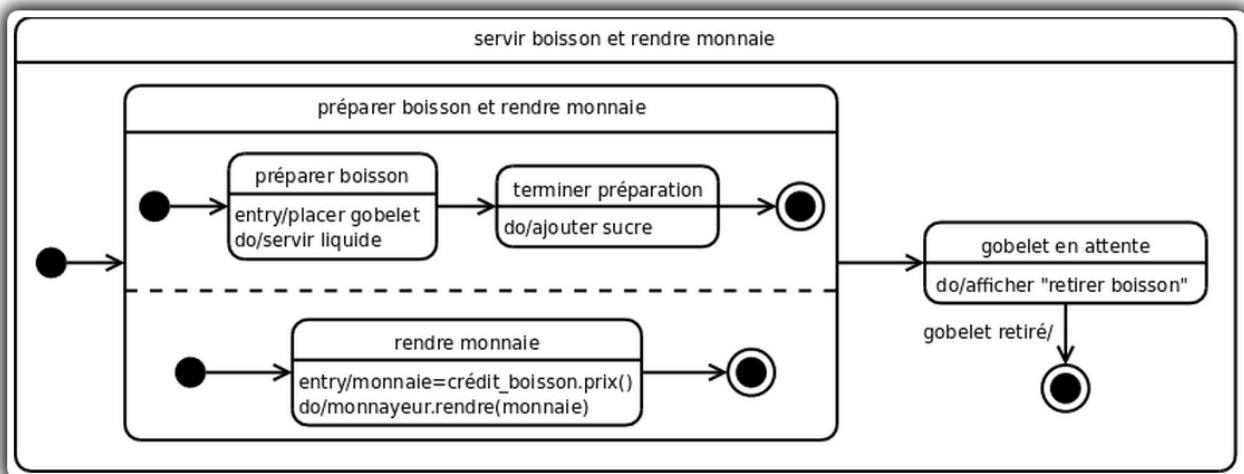 servir boisson et rendre monnaie
préparer boisson et rendre monnaie
préparer boisson
entry/placer gobelet
do/servir liquide
terminer préparation
do/ajouter sucre
rendre monnaie
entry/monnaie=crédit_boisson.prix()
do/monnayeur.rendre(monnaie)
gobelet en attente
do/afficher "retirer boisson"
gobelet retiré/